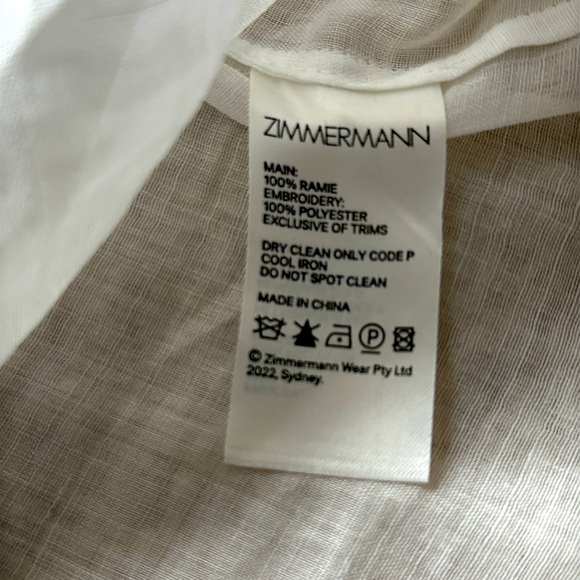 ZIMMERMANN
MAIN:
100% RAMIE
EMBROIDERY:
100% POLYESTER
EXCLUSIVE OF TRIMS
DRY CLEAN ONLY CODE P
COOL IRON
DO NOT SPOT CLEAN
MADE IN CHINA
P
© Zimmermann Wear Pty Ltd
2022, Sydney.